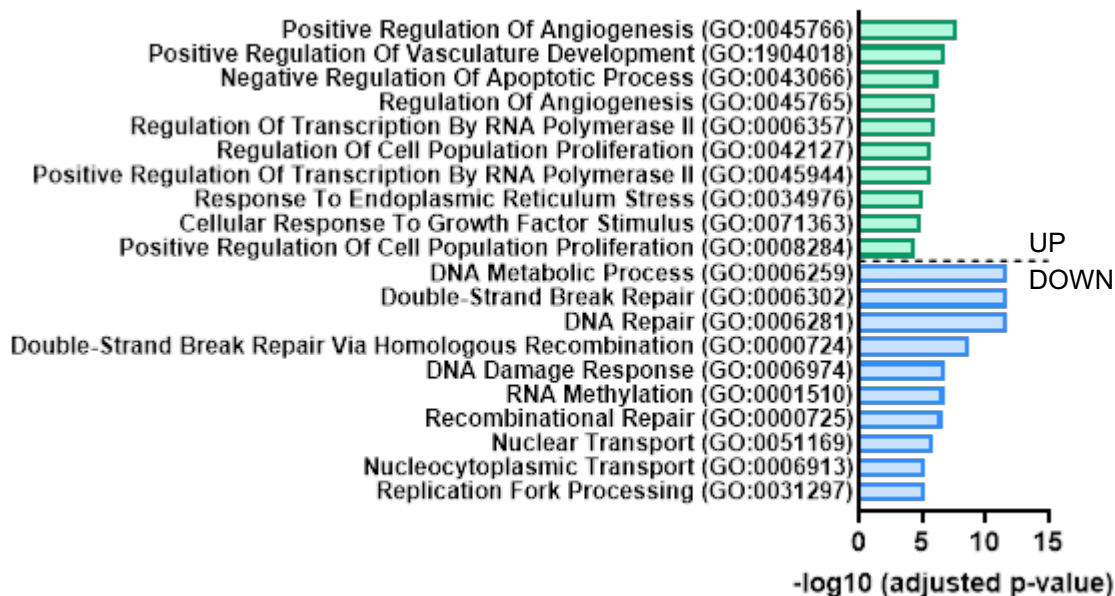 Positive Regulation Of Angiogenesis (GO:0045766)
Positive Regulation Of Vasculature Development (GO:1904018)
Negative Regulation Of Apoptotic Process (GO:0043066)
Regulation Of Angiogenesis (GO:0045765)
Regulation Of Transcription By RNA Polymerase II (GO:0006357)
Regulation Of Cell Population Proliferation (GO:0042127)
Positive Regulation Of Transcription By RNA Polymerase II (GO:0045944)
Response To Endoplasmic Reticulum Stress (GO:0034976)
Cellular Response To Growth Factor Stimulus (GO:0071363)
Positive Regulation Of Cell Population Proliferation (GO:0008284)
UP
DOWN
DNA Metabolic Process (GO:0006259)
Double-Strand Break Repair (GO:0006302)
DNA Repair (GO:0006281)
Double-Strand Break Repair Via Homologous Recombination (GO:0000724)
DNA Damage Response (GO:0006974)
RNA Methylation (GO:0001510)
Recombinational Repair (GO:0000725)
Nuclear Transport (GO:0051169)
Nucleocytoplasmic Transport (GO:0006913)
Replication Fork Processing (GO:0031297)
0 5 10 15
-log10 (adjusted p-value)